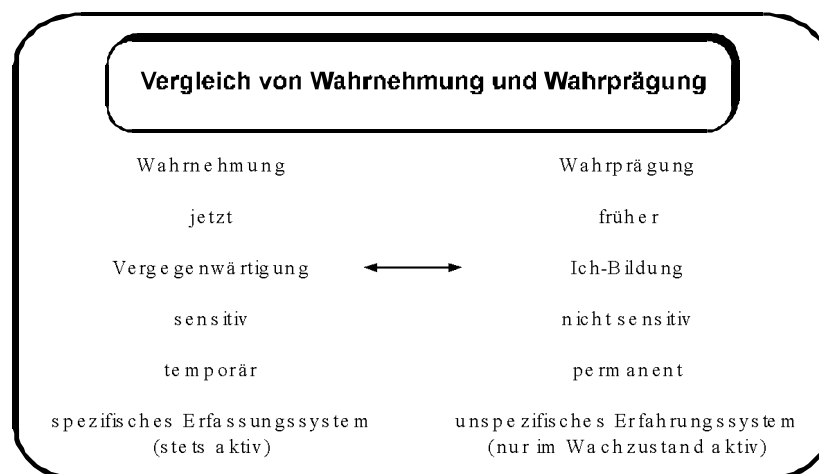 Vergleich von Wahrnehmung und Wahrprägung
Wahrnehmung Wahrprägung
jetzt früher
Vergegenwärtigung Ich-Bildung
sensitiv nicht sensitiv
temporär permanent
spezifisches Erfassungssystem unspezifisches Erfahrungssystem
(stets aktiv) (nur im Wachzustand aktiv)